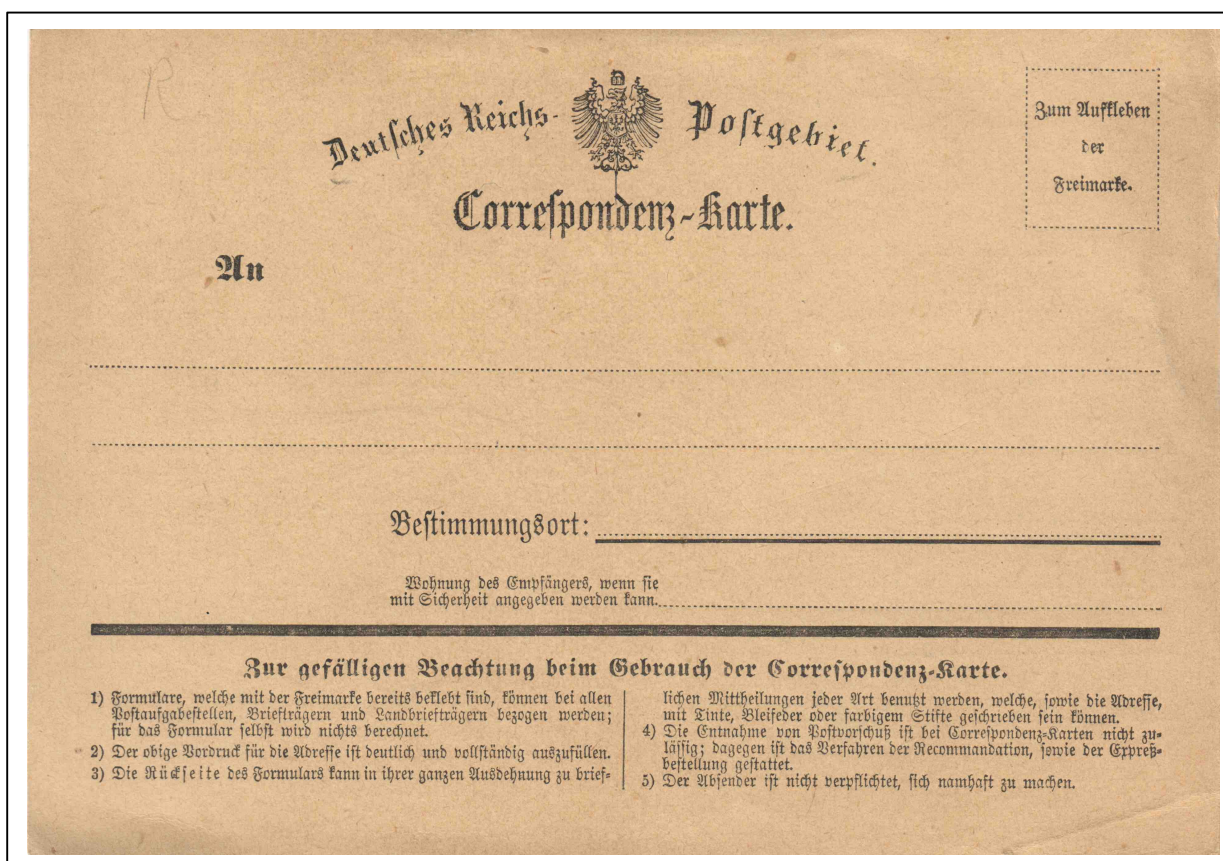 R
Deutsches Reichs- Postgebiet.
Correspondenz-Karte.
Zum Aufkleben
der
Freimarke.
An
Bestimmungsort:
Wohnung des Empfängers, wenn sie
mit Sicherheit angegeben werden kann.
Zur gefälligen Beachtung beim Gebrauch der Correspondenz-Karte.
1) Formulare, welche mit der Freimarke bereits beklebt sind, können bei allen
Postaufgabestellen, Briefträgern und Landbriefträgern bezogen werden;
für das Formular selbst wird nichts berechnet.
2) Der obige Vordruck für die Adresse ist deutlich und vollständig auszufüllen.
3) Die Rückseite des Formulars kann in ihrer ganzen Ausdehnung zu brief-
lichen Mittheilungen jeder Art benutzt werden, welche, sowie die Adresse,
mit Tinte, Bleifeder oder farbigem Stifte geschrieben sein können.
4) Die Entnahme von Postvorschuß ist bei Correspondenz-Karten nicht zu-
lässig; dagegen ist das Verfahren der Recommandation, sowie der Expreß-
bestellung gestattet.
5) Der Absender ist nicht verpflichtet, sich namhaft zu machen.